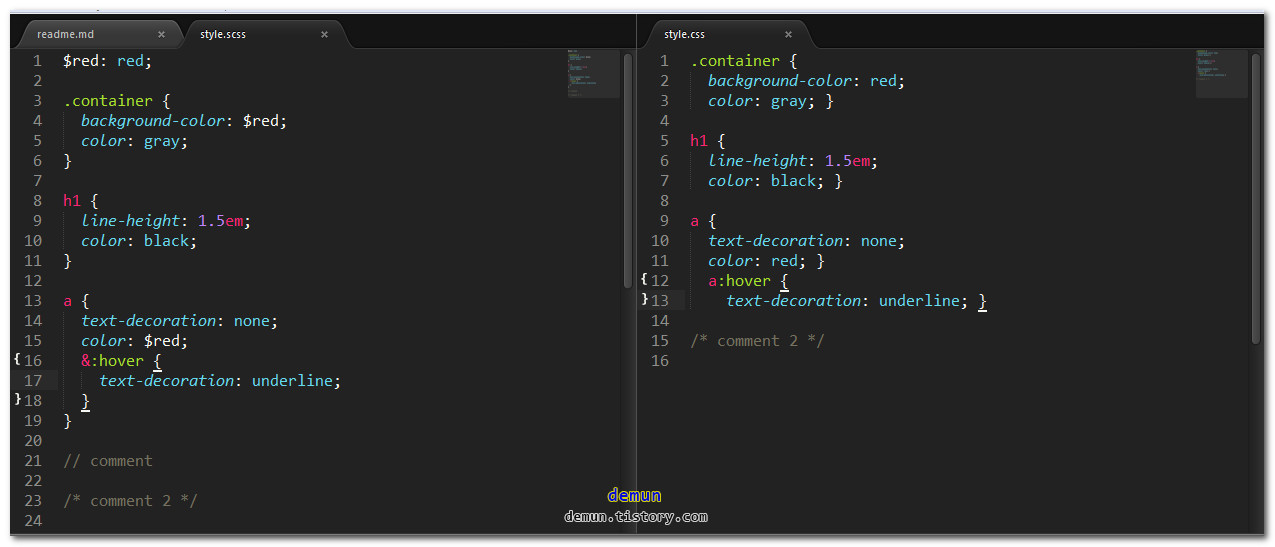 readme.md × style.scss ×
1 $red: red;
2
3 .container {
4 background-color: $red;
5 color: gray;
6 }
7
8 h1 {
9 line-height: 1.5em;
10 color: black;
11 }
12
13 a {
14 text-decoration: none;
15 color: $red;
{16 &:hover {
17 text-decoration: underline;
}18 }
19 }
20
21 // comment
22
23 /* comment 2 */
24
style.css ×
1 .container {
2 background-color: red;
3 color: gray; }
4
5 h1 {
6 line-height: 1.5em;
7 color: black; }
8
9 a {
10 text-decoration: none;
11 color: red; }
{12 a:hover {
}13 text-decoration: underline; }
14
15 /* comment 2 */
16
demun
demun.tistory.com